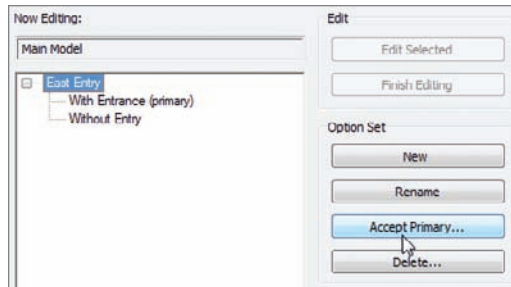 Now Editing:
Main Model
East Entry
With Entrance (primary)
Without Entry
Edit
Edit Selected
Finish Editing
Option Set
New
Rename
Accept Primary...
Delete...